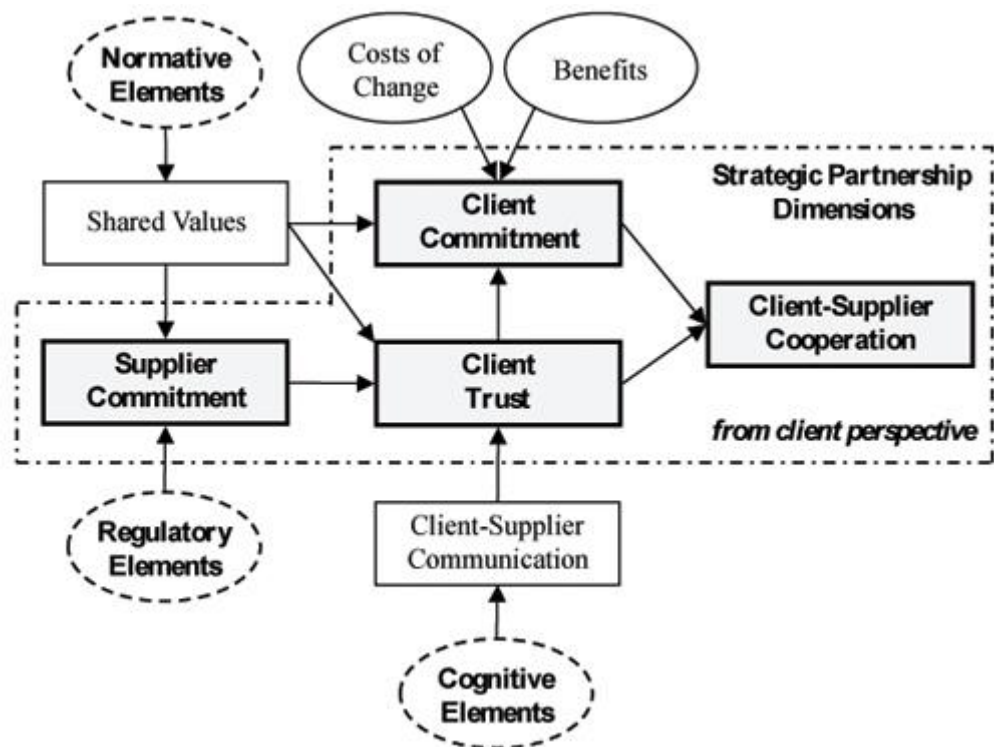 Normative
Elements
Costs of
Change
Benefits
Strategic Partnership
Dimensions
Shared Values
Client
Commitment
Client-Supplier
Cooperation
Supplier
Commitment
Client
Trust
from client perspective
Regulatory
Elements
Client-Supplier
Communication
Cognitive
Elements